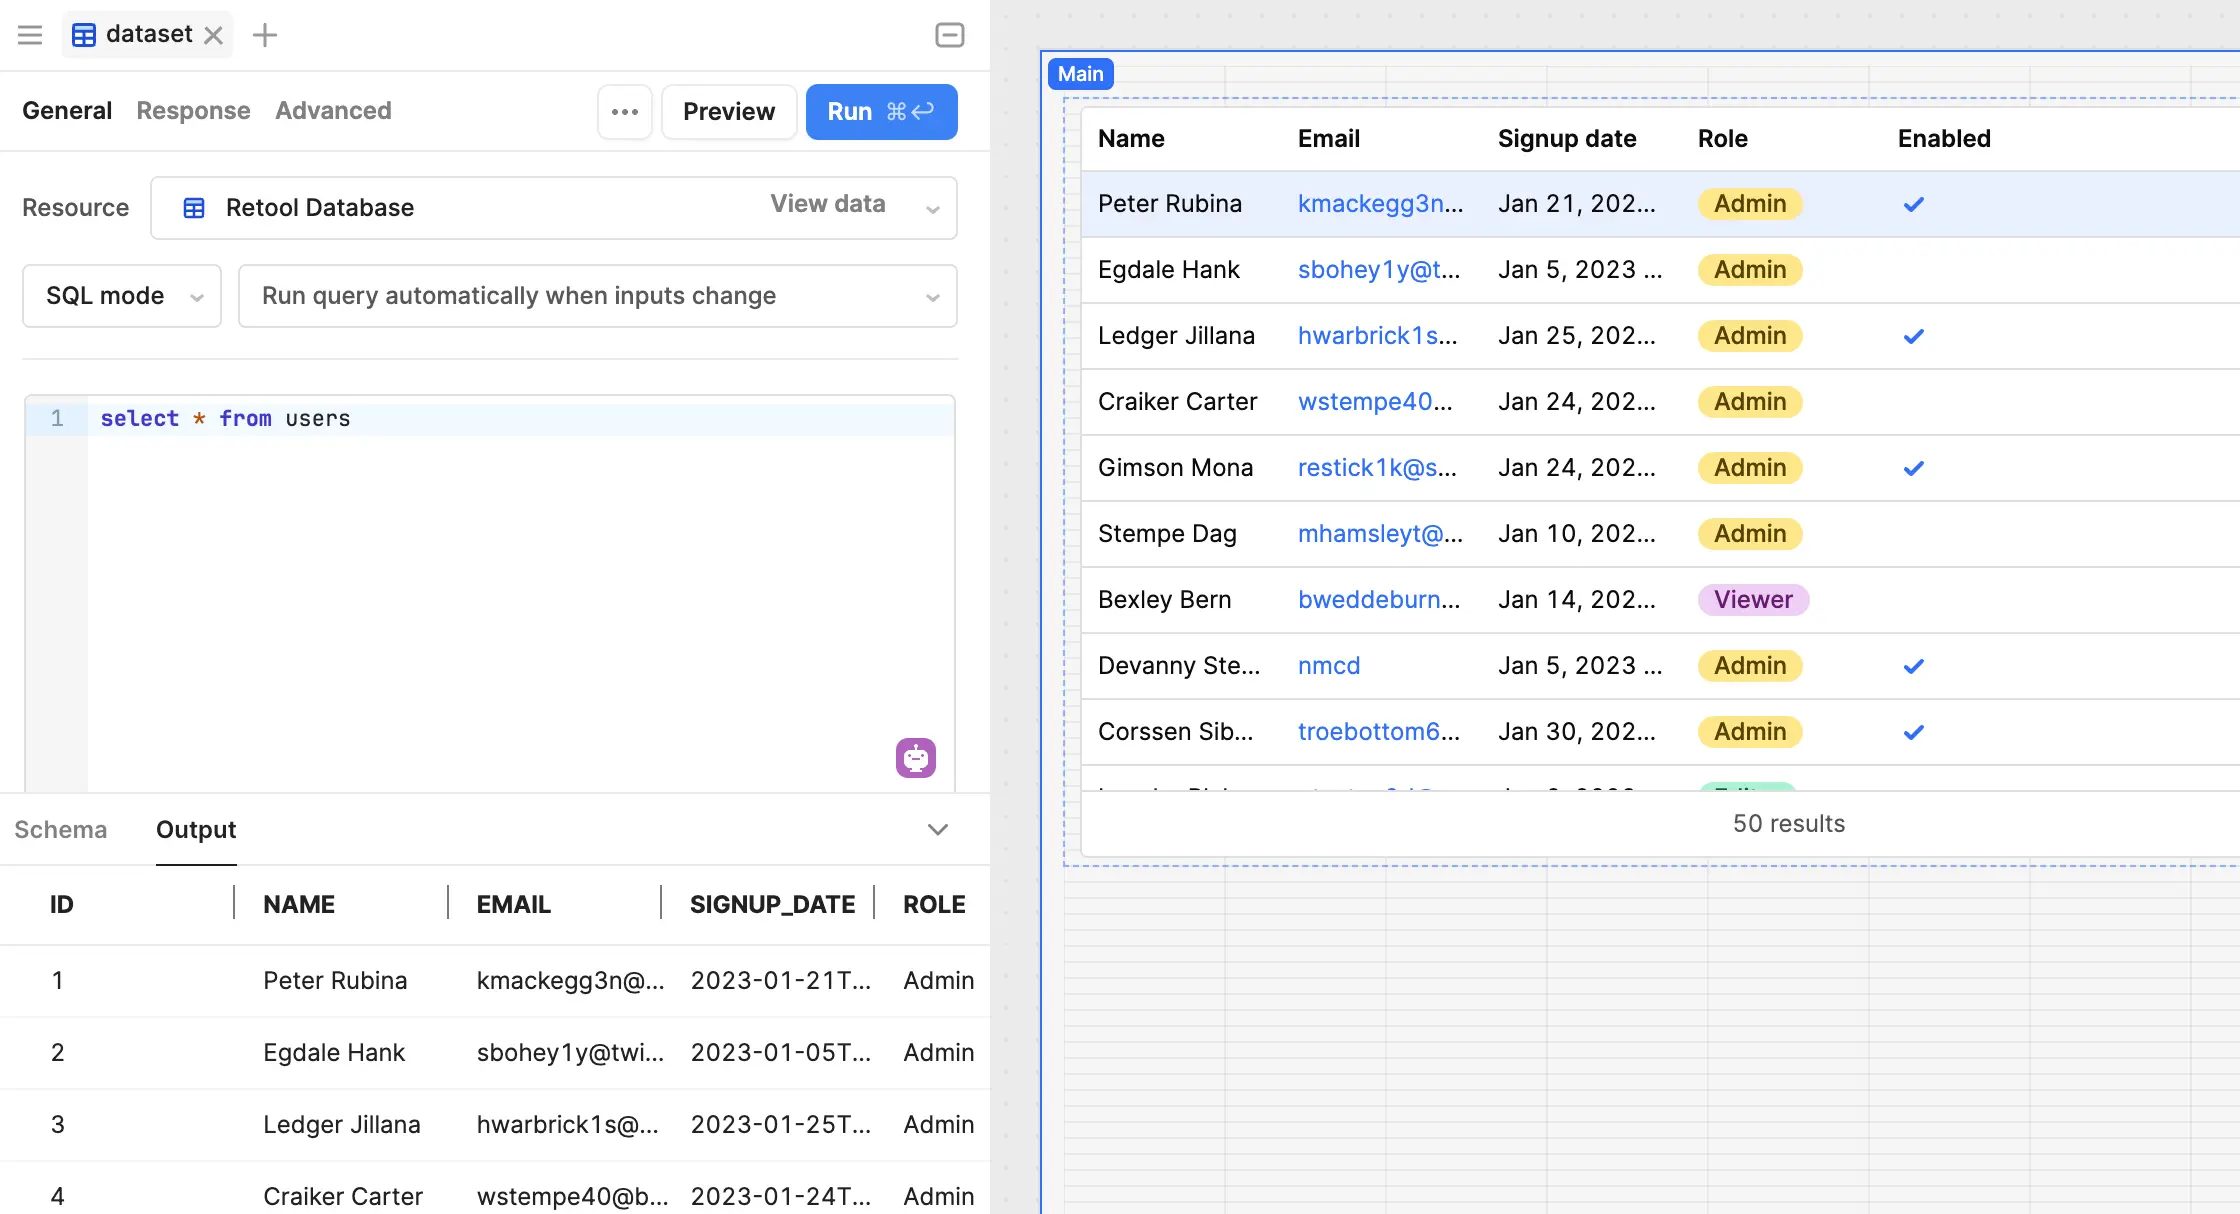 dataset
General Response Advanced Preview Run ⌘↩
Resource Retool Database View data
SQL mode Run query automatically when inputs change
1 select * from users
Schema Output
ID NAME EMAIL SIGNUP_DATE ROLE
1 Peter Rubina kmackegg3n@... 2023-01-21T... Admin
2 Egdale Hank sbohey1y@twi... 2023-01-05T... Admin
3 Ledger Jillana hwarbrick1s@... 2023-01-25T... Admin
4 Craiker Carter wstempe40@b... 2023-01-24T... Admin
Main
Name Email Signup date Role Enabled
Peter Rubina kmackegg3n... Jan 21, 202... Admin
Egdale Hank sbohey1y@t... Jan 5, 2023 ... Admin
Ledger Jillana hwarbrick1s... Jan 25, 202... Admin
Craiker Carter wstempe40... Jan 24, 202... Admin
Gimson Mona restick1k@s... Jan 24, 202... Admin
Stempe Dag mhamsleyt@... Jan 10, 202... Admin
Bexley Bern bweddeburn... Jan 14, 202... Viewer
Devanny Ste... nmcd Jan 5, 2023 ... Admin
Corssen Sib... troebottom6... Jan 30, 202... Admin
50 results